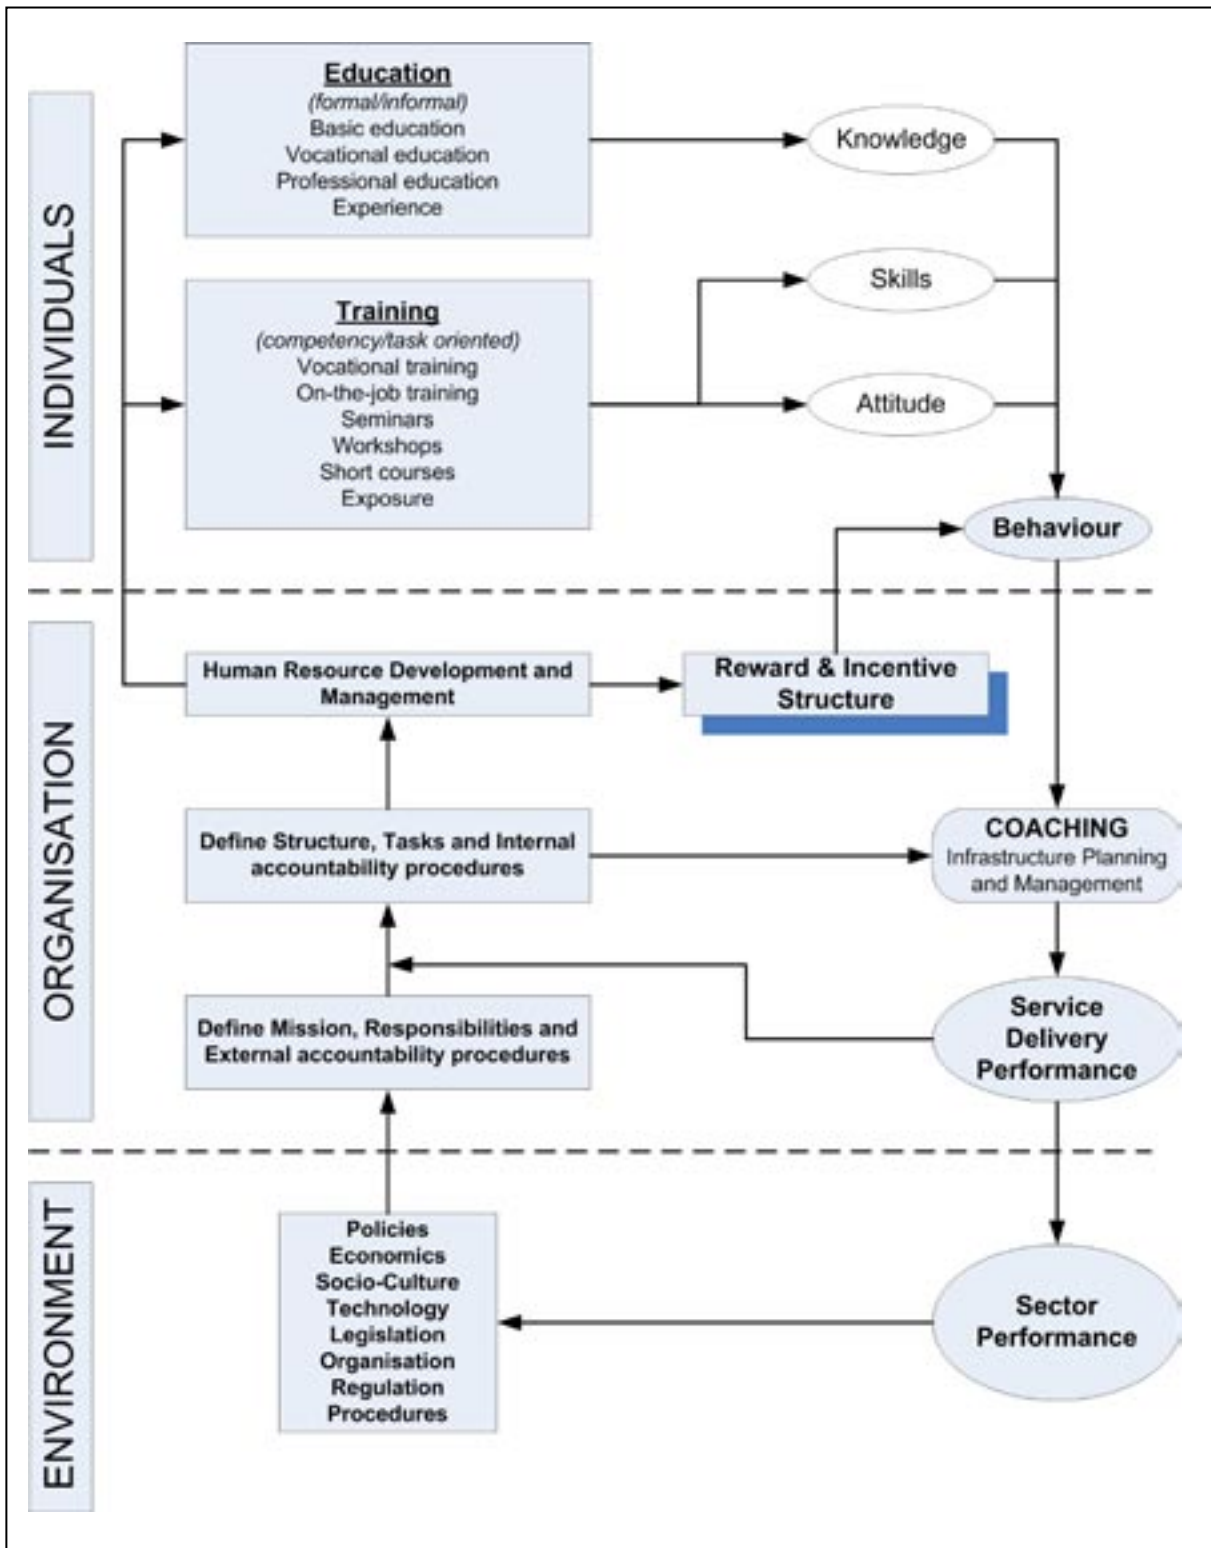 INDIVIDUALS
Education
(formal/informal)
Basic education
Vocational education
Professional education
Experience
Knowledge
Training
(competency/task oriented)
Vocational training
On-the-job training
Seminars
Workshops
Short courses
Exposure
Skills
Attitude
Behaviour
ORGANISATION
Human Resource Development and
Management
Reward & Incentive
Structure
Define Structure, Tasks and Internal
accountability procedures
COACHING
Infrastructure Planning
and Management
Define Mission, Responsibilities and
External accountability procedures
Service
Delivery
Performance
ENVIRONMENT
Policies
Economics
Socio-Culture
Technology
Legislation
Organisation
Regulation
Procedures
Sector
Performance